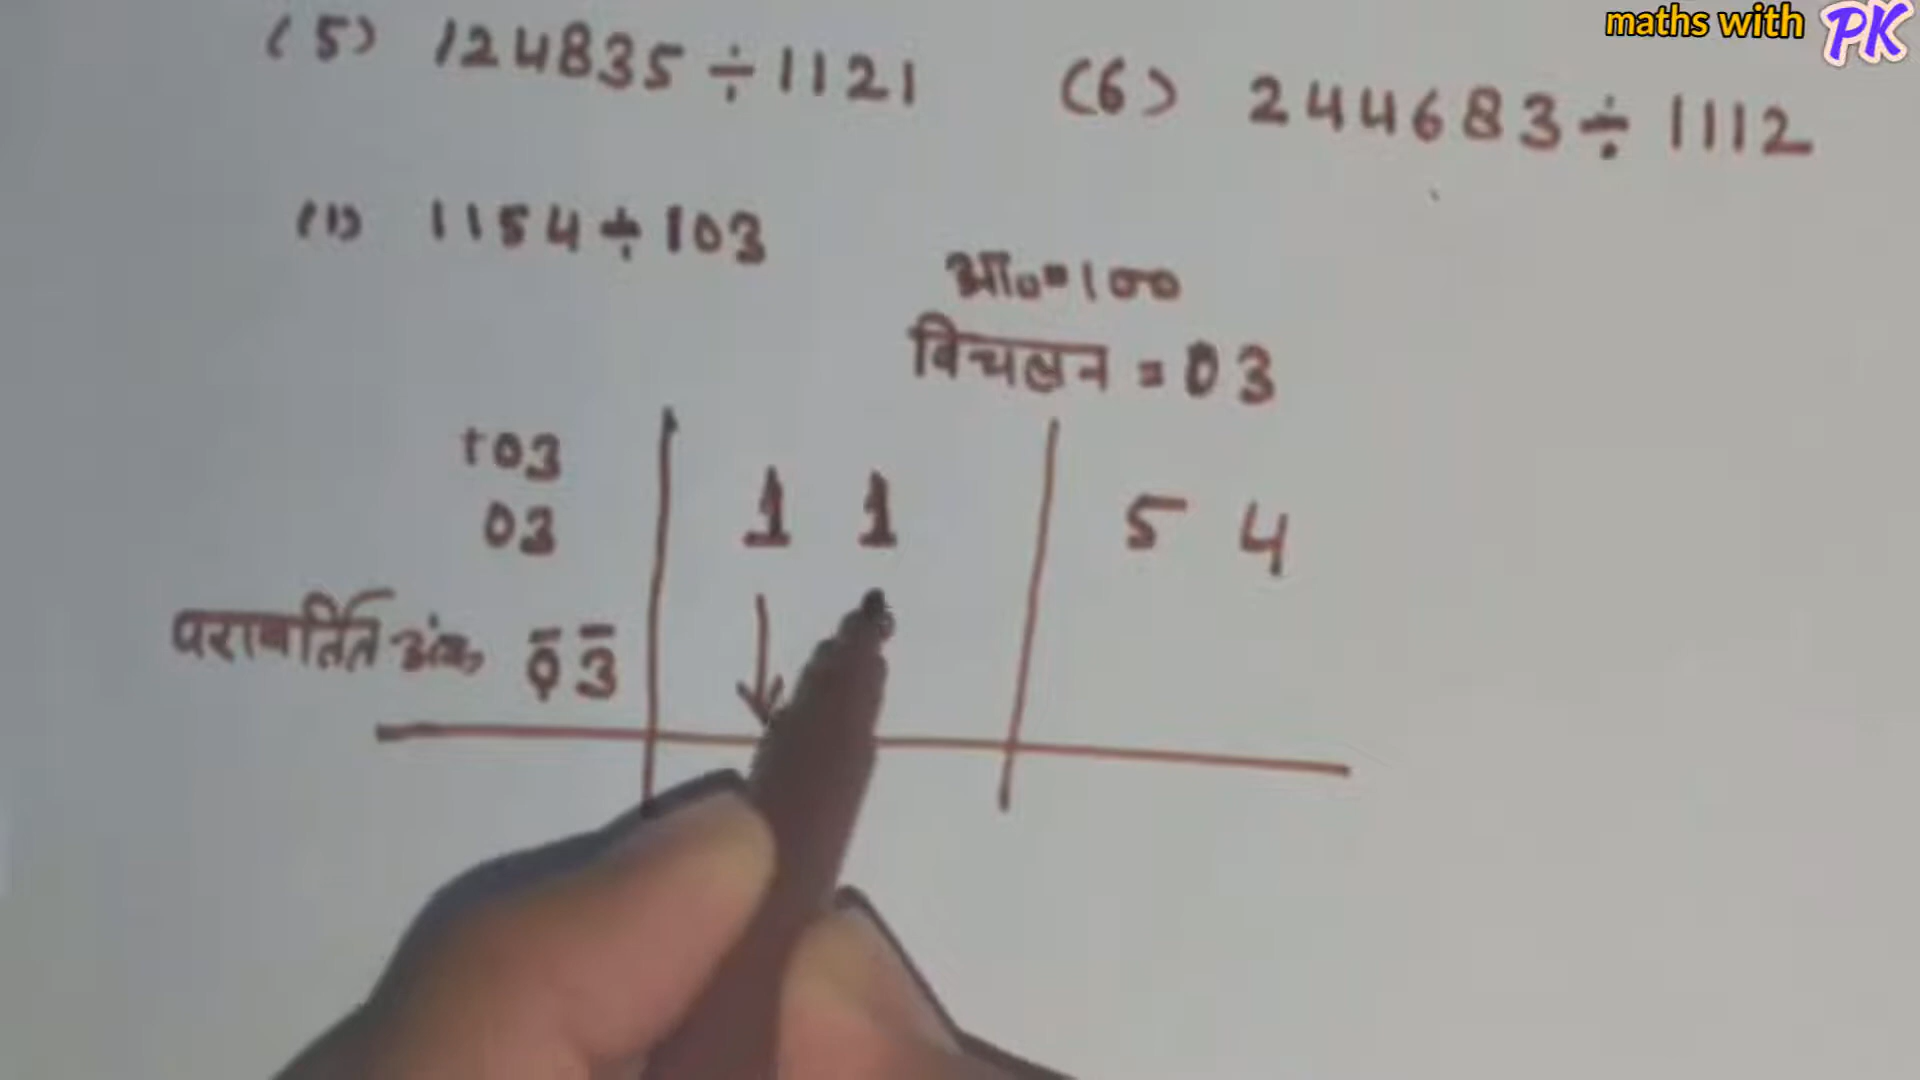 maths with PK
(5) 124835 ÷ 1121 (6) 244683 ÷ 1112
(1) 1154 ÷ 103
आ० = 100
विचलन = 03
103
03
1 1 5 4
परावर्तित अंक, 0̄ 3̄